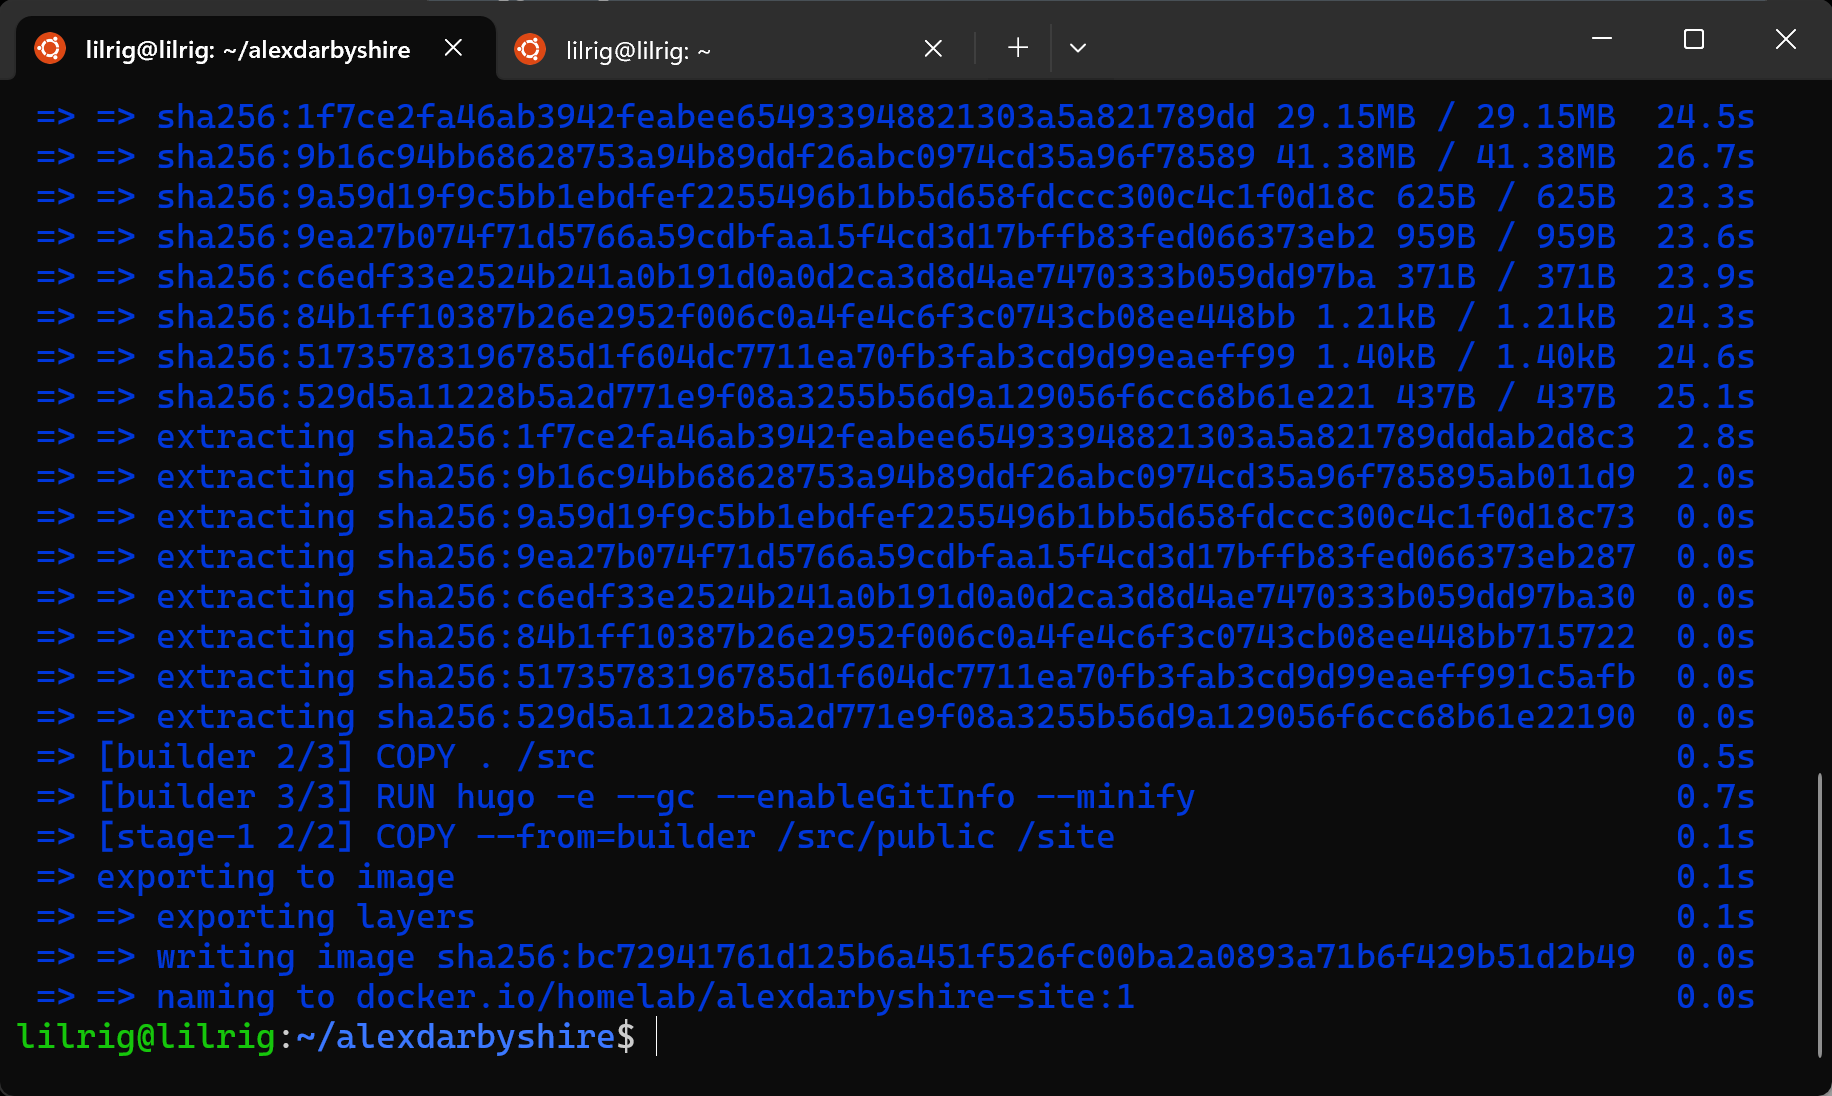 lilrig@lilrig: ~/alexdarbyshire
lilrig@lilrig: ~
=> => sha256:1f7ce2fa46ab3942feabee654933948821303a5a821789dd 29.15MB / 29.15MB 24.5s
=> => sha256:9b16c94bb68628753a94b89ddf26abc0974cd35a96f78589 41.38MB / 41.38MB 26.7s
=> => sha256:9a59d19f9c5bb1ebdfef2255496b1bb5d658fdccc300c4c1f0d18c 625B / 625B 23.3s
=> => sha256:9ea27b074f71d5766a59cdbfaa15f4cd3d17bffb83fed066373eb2 959B / 959B 23.6s
=> => sha256:c6edf33e2524b241a0b191d0a0d2ca3d8d4ae7470333b059dd97ba 371B / 371B 23.9s
=> => sha256:84b1ff10387b26e2952f006c0a4fe4c6f3c0743cb08ee448bb 1.21kB / 1.21kB 24.3s
=> => sha256:51735783196785d1f604dc7711ea70fb3fab3cd9d99eaeff99 1.40kB / 1.40kB 24.6s
=> => sha256:529d5a11228b5a2d771e9f08a3255b56d9a129056f6cc68b61e221 437B / 437B 25.1s
=> => extracting sha256:1f7ce2fa46ab3942feabee654933948821303a5a821789dddab2d8c3 2.8s
=> => extracting sha256:9b16c94bb68628753a94b89ddf26abc0974cd35a96f785895ab011d9 2.0s
=> => extracting sha256:9a59d19f9c5bb1ebdfef2255496b1bb5d658fdccc300c4c1f0d18c73 0.0s
=> => extracting sha256:9ea27b074f71d5766a59cdbfaa15f4cd3d17bffb83fed066373eb287 0.0s
=> => extracting sha256:c6edf33e2524b241a0b191d0a0d2ca3d8d4ae7470333b059dd97ba30 0.0s
=> => extracting sha256:84b1ff10387b26e2952f006c0a4fe4c6f3c0743cb08ee448bb715722 0.0s
=> => extracting sha256:51735783196785d1f604dc7711ea70fb3fab3cd9d99eaeff991c5afb 0.0s
=> => extracting sha256:529d5a11228b5a2d771e9f08a3255b56d9a129056f6cc68b61e22190 0.0s
=> [builder 2/3] COPY . /src 0.5s
=> [builder 3/3] RUN hugo -e --gc --enableGitInfo --minify 0.7s
=> [stage-1 2/2] COPY --from=builder /src/public /site 0.1s
=> exporting to image 0.1s
=> => exporting layers 0.1s
=> => writing image sha256:bc72941761d125b6a451f526fc00ba2a0893a71b6f429b51d2b49 0.0s
=> => naming to docker.io/homelab/alexdarbyshire-site:1 0.0s
lilrig@lilrig:~/alexdarbyshire$